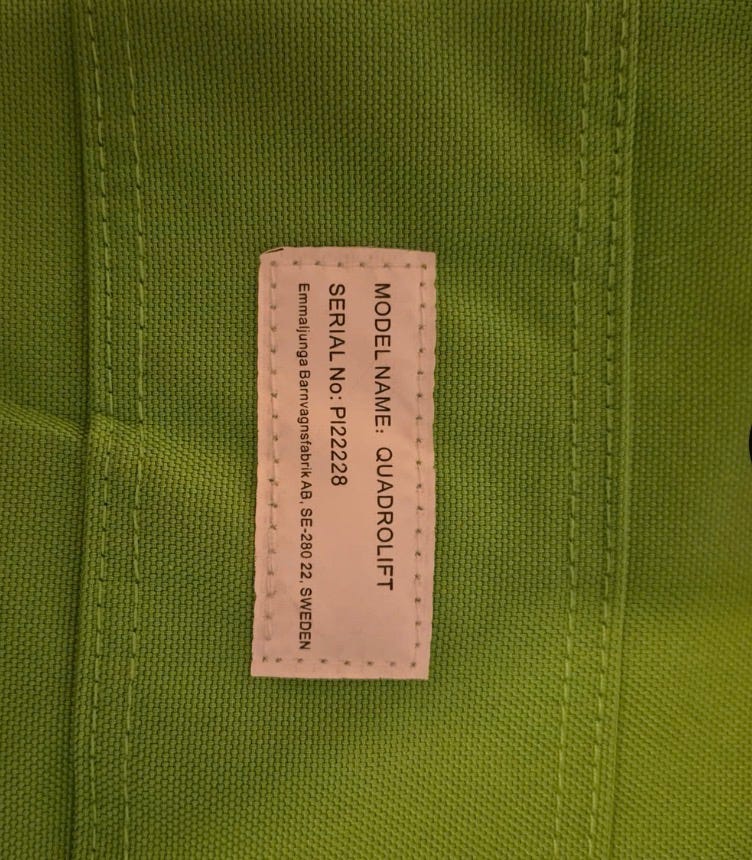 MODEL NAME: QUADROLIFT
SERIAL No: PI22228
Emmaljunga Barnvagnsfabrik AB, SE-280 22, SWEDEN